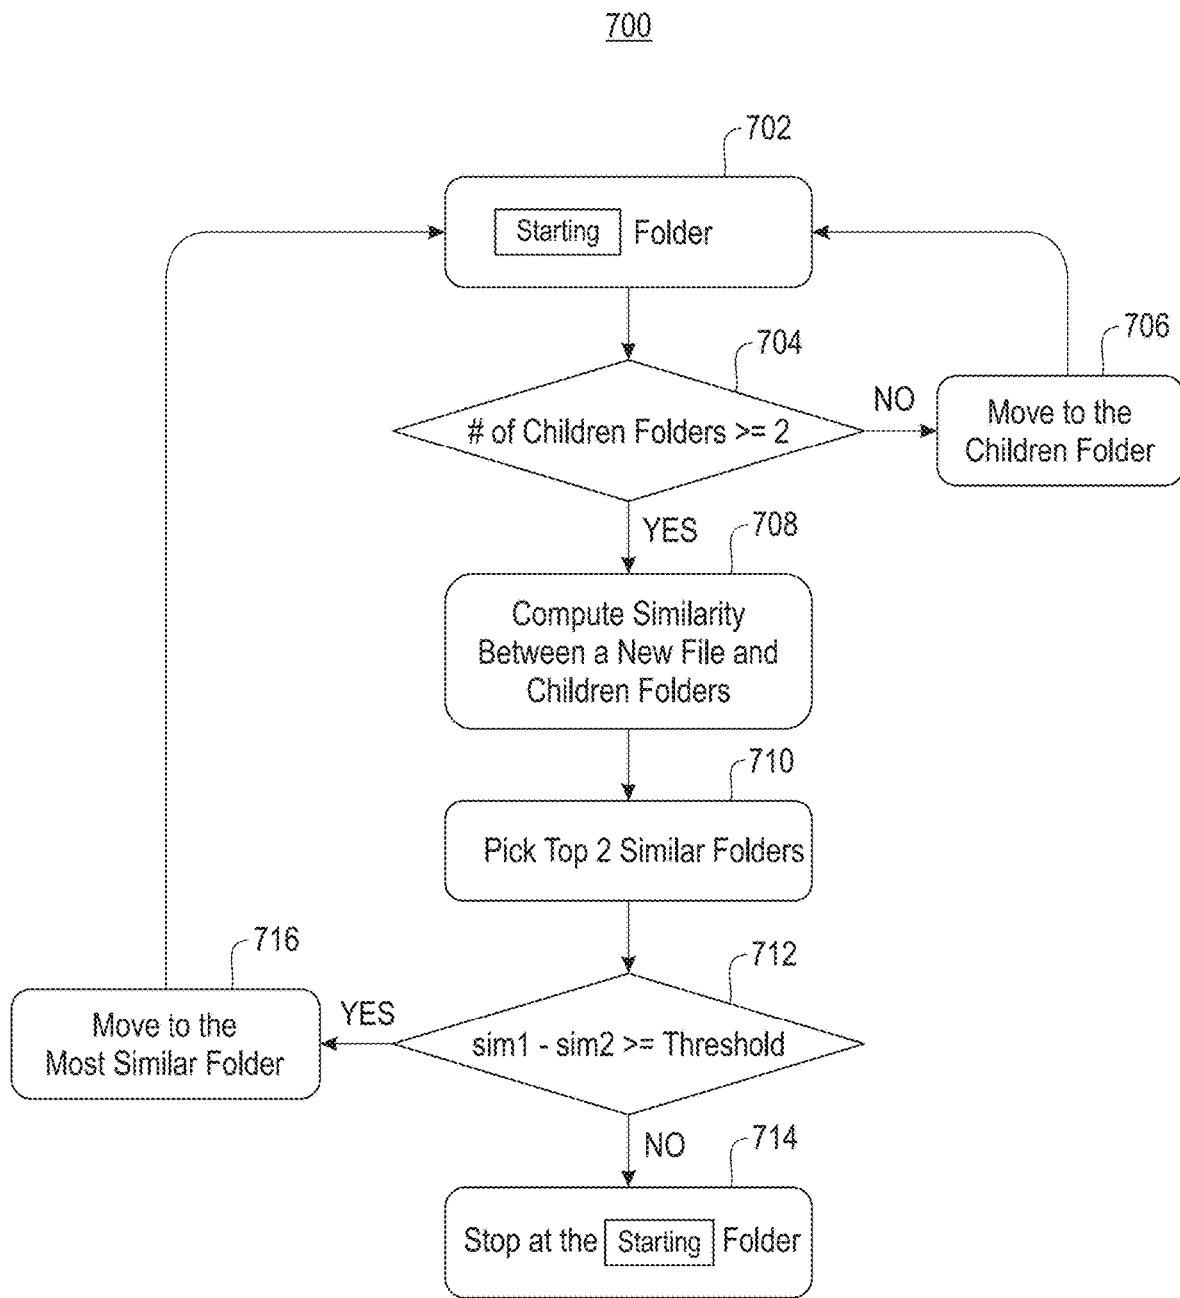 700
702
Starting Folder
704
# of Children Folders >= 2
NO
706
Move to the
Children Folder
YES
708
Compute Similarity
Between a New File and
Children Folders
710
Pick Top 2 Similar Folders
712
sim1 - sim2 >= Threshold
YES
716
Move to the
Most Similar Folder
NO
714
Stop at the Starting Folder